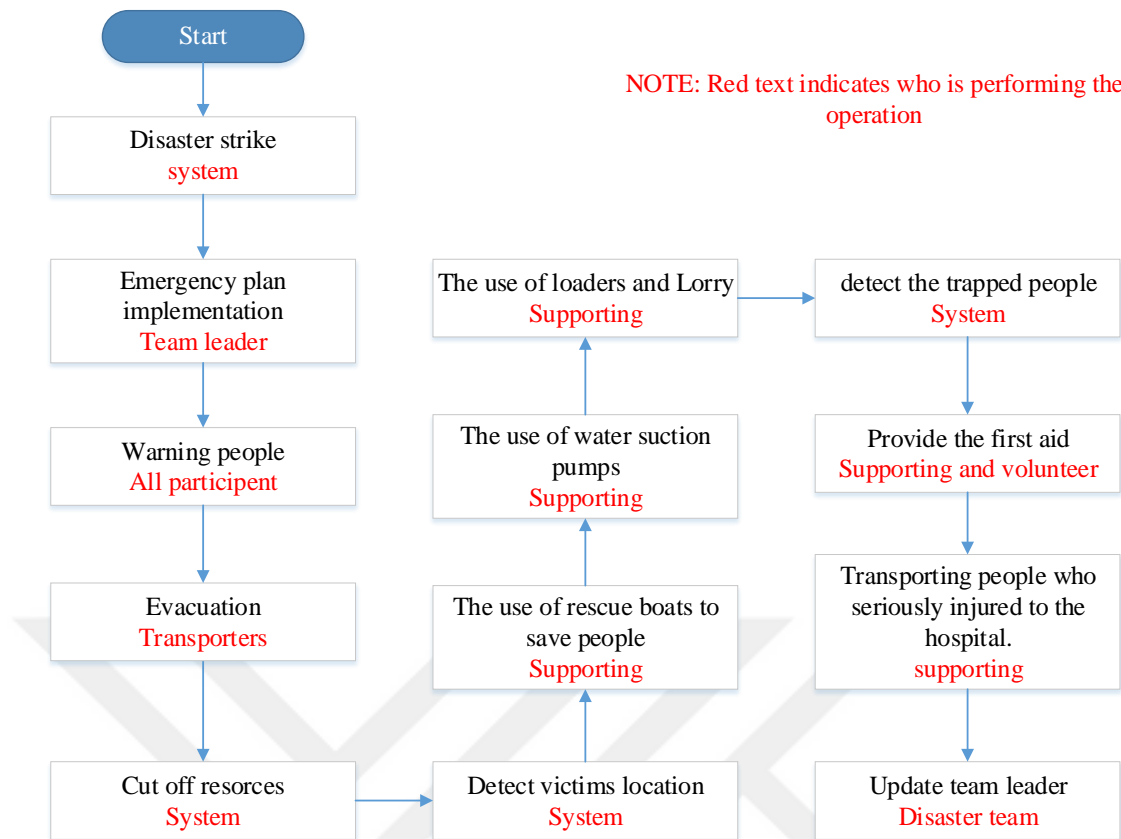 Start
NOTE: Red text indicates who is performing the
operation
Disaster strike
system
Emergency plan
implementation
Team leader
Warning people
All participent
Evacuation
Transporters
Cut off resorces
System
Detect victims location
System
The use of rescue boats to
save people
Supporting
The use of water suction
pumps
Supporting
The use of loaders and Lorry
Supporting
detect the trapped people
System
Provide the first aid
Supporting and volunteer
Transporting people who
seriously injured to the
hospital.
supporting
Update team leader
Disaster team